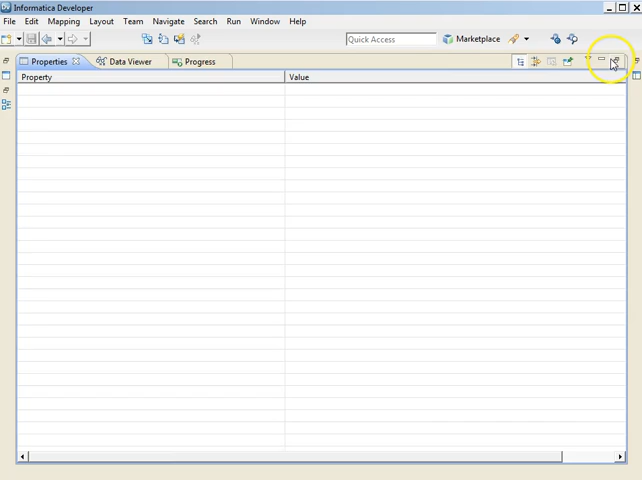 Dv Informatica Developer
File Edit Mapping Layout Team Navigate Search Run Window Help
Quick Access Marketplace
Properties Data Viewer Progress
Property Value